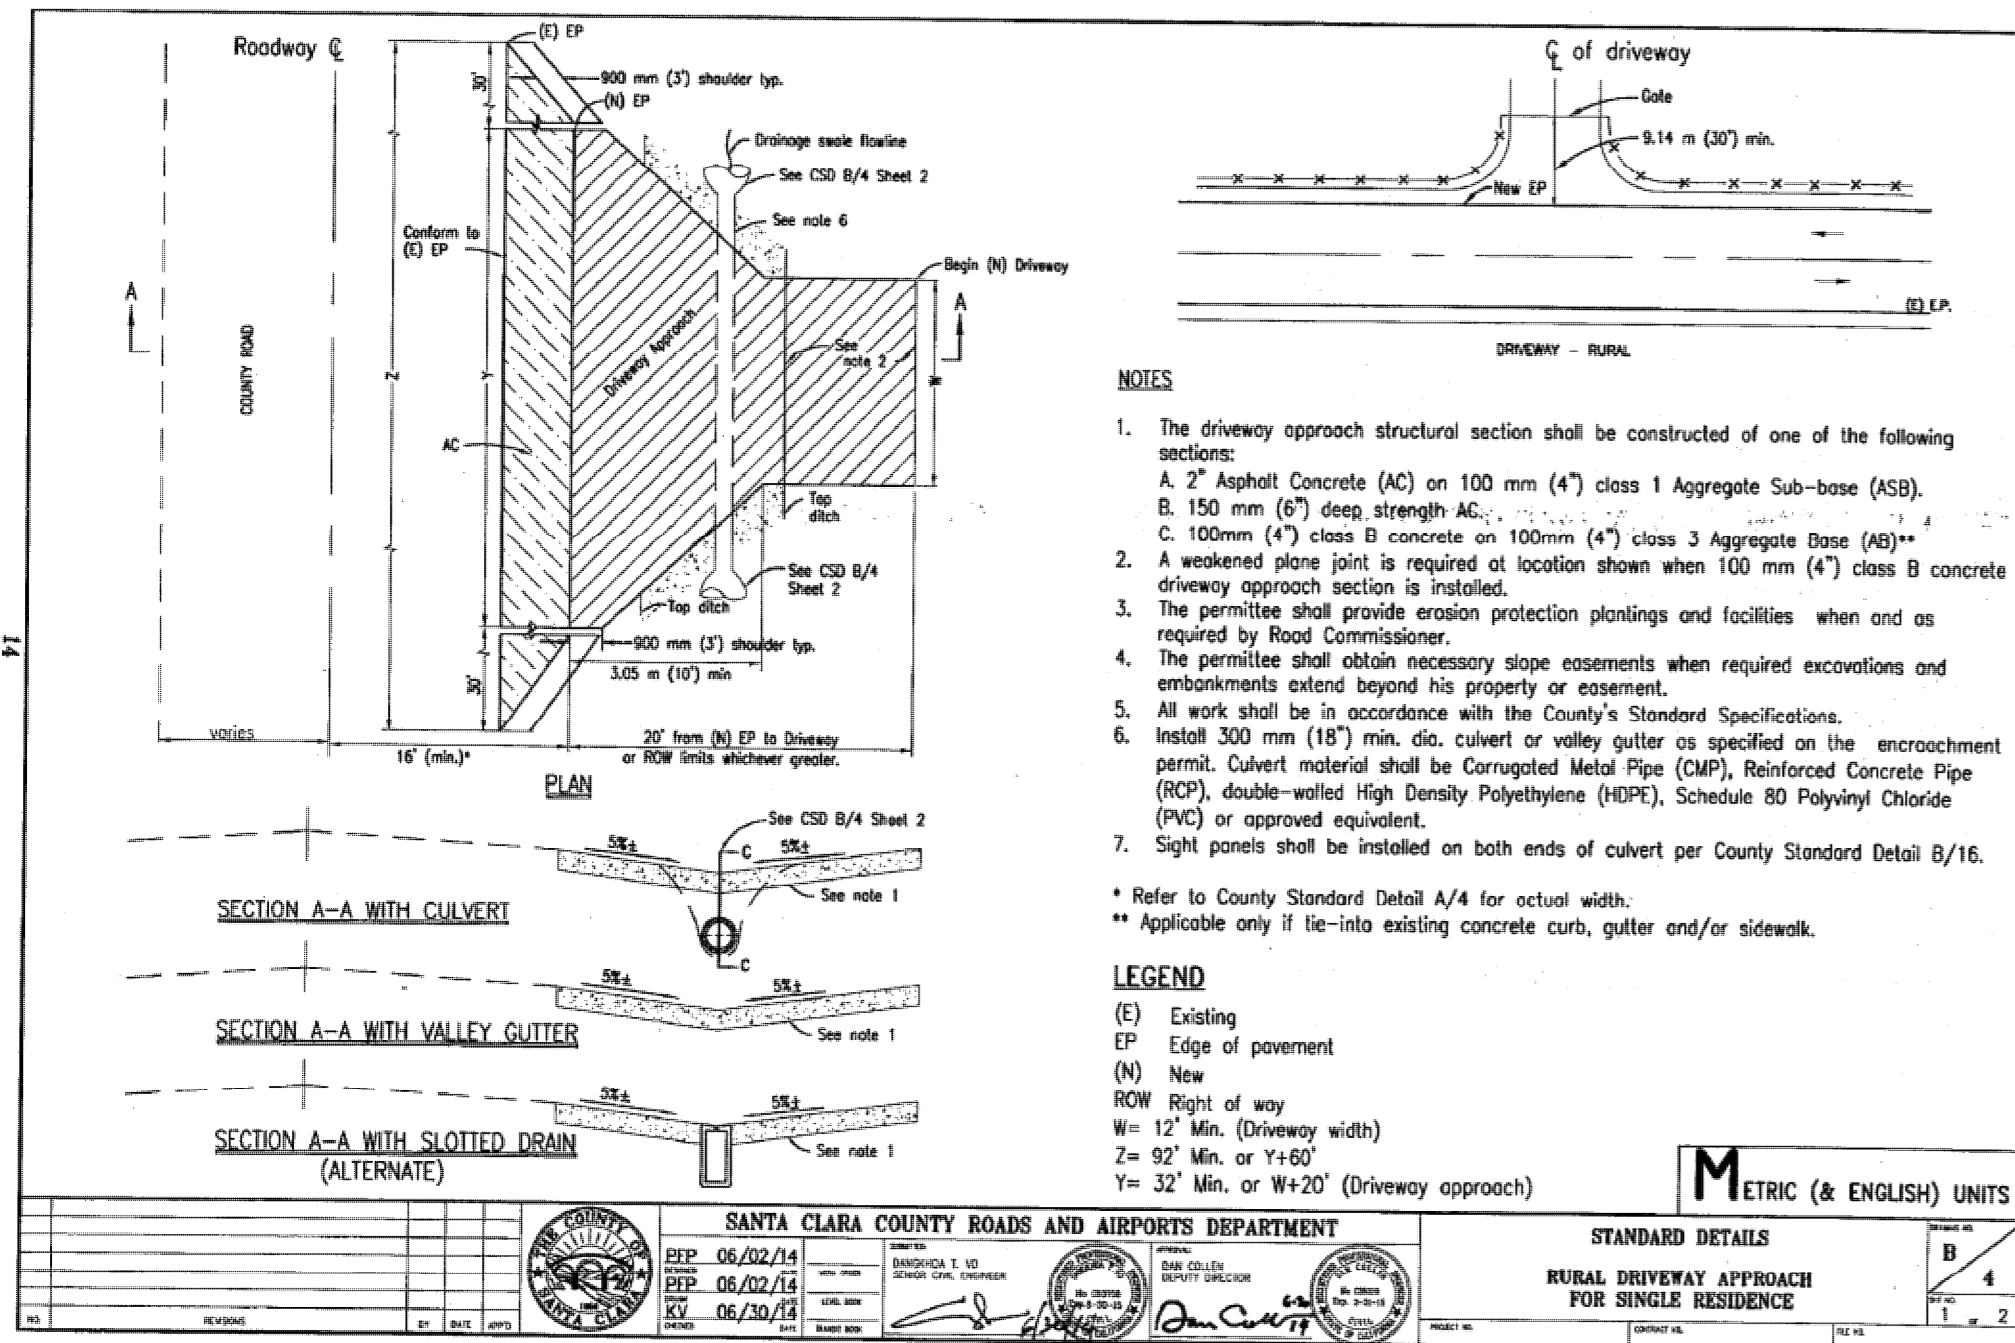 Roadway ℄
(E) EP
900 mm (3') shoulder typ.
(N) EP
30'
Drainage swale flowline
See CSD B/4 Sheet 2
See note 6
Conform to
(E) EP
Begin (N) Driveway
A
A
COUNTY ROAD
Z
Y
Driveway Approach
See
note 2
W
AC
Top
ditch
See CSD B/4
Sheet 2
Top ditch
900 mm (3') shoulder typ.
3.05 m (10') min
30'
varies
16' (min.)*
20' from (N) EP to Driveway
or ROW limits whichever greater.
PLAN
See CSD B/4 Sheet 2
5%±
C
5%±
See note 1
SECTION A-A WITH CULVERT
C
5%±
5%±
SECTION A-A WITH VALLEY GUTTER
See note 1
5%±
5%±
SECTION A-A WITH SLOTTED DRAIN
(ALTERNATE)
See note 1
14
℄ of driveway
Gate
9.14 m (30') min.
New EP
(E) EP.
DRIVEWAY - RURAL
NOTES
1. The driveway approach structural section shall be constructed of one of the following
sections:
A. 2" Asphalt Concrete (AC) on 100 mm (4") class 1 Aggregate Sub-base (ASB).
B. 150 mm (6") deep strength AC.
C. 100mm (4") class B concrete on 100mm (4") class 3 Aggregate Base (AB)**
2. A weakened plane joint is required at location shown when 100 mm (4") class B concrete
driveway approach section is installed.
3. The permittee shall provide erosion protection plantings and facilities when and as
required by Road Commissioner.
4. The permittee shall obtain necessary slope easements when required excavations and
embankments extend beyond his property or easement.
5. All work shall be in accordance with the County's Standard Specifications.
6. Install 300 mm (18") min. dia. culvert or valley gutter as specified on the encroachment
permit. Culvert material shall be Corrugated Metal Pipe (CMP), Reinforced Concrete Pipe
(RCP), double-walled High Density Polyethylene (HDPE), Schedule 80 Polyvinyl Chloride
(PVC) or approved equivalent.
7. Sight panels shall be installed on both ends of culvert per County Standard Detail B/16.
* Refer to County Standard Detail A/4 for actual width.
** Applicable only if tie-into existing concrete curb, gutter and/or sidewalk.
LEGEND
(E) Existing
EP Edge of pavement
(N) New
ROW Right of way
W= 12' Min. (Driveway width)
Z= 92' Min. or Y+60'
Y= 32' Min. or W+20' (Driveway approach)
METRIC (& ENGLISH) UNITS
NO. REVISIONS BY DATE APP'D
THE COUNTY OF SANTA CLARA
SANTA CLARA COUNTY ROADS AND AIRPORTS DEPARTMENT
PFP 06/02/14
PFP 06/02/14
KV 06/30/14
DATE
SENIOR CIVIL ENGINEER
DAN COLLEN
DEPUTY DIRECTOR
STANDARD DETAILS
RURAL DRIVEWAY APPROACH
FOR SINGLE RESIDENCE
B
4
1 of 2
PROJECT NO. CONTRACT NO. FILE NO.